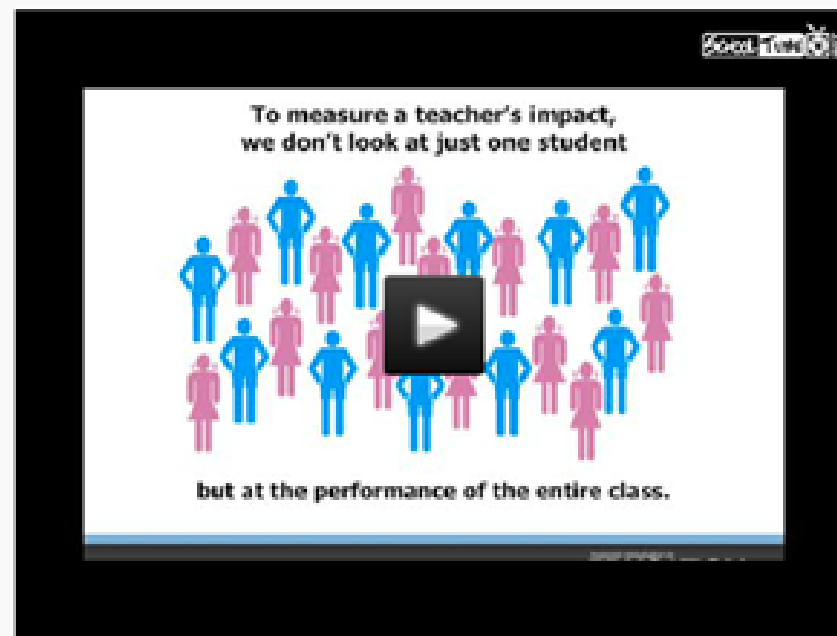 To measure a teacher's impact,
we don't look at just one student
but at the performance of the entire class.